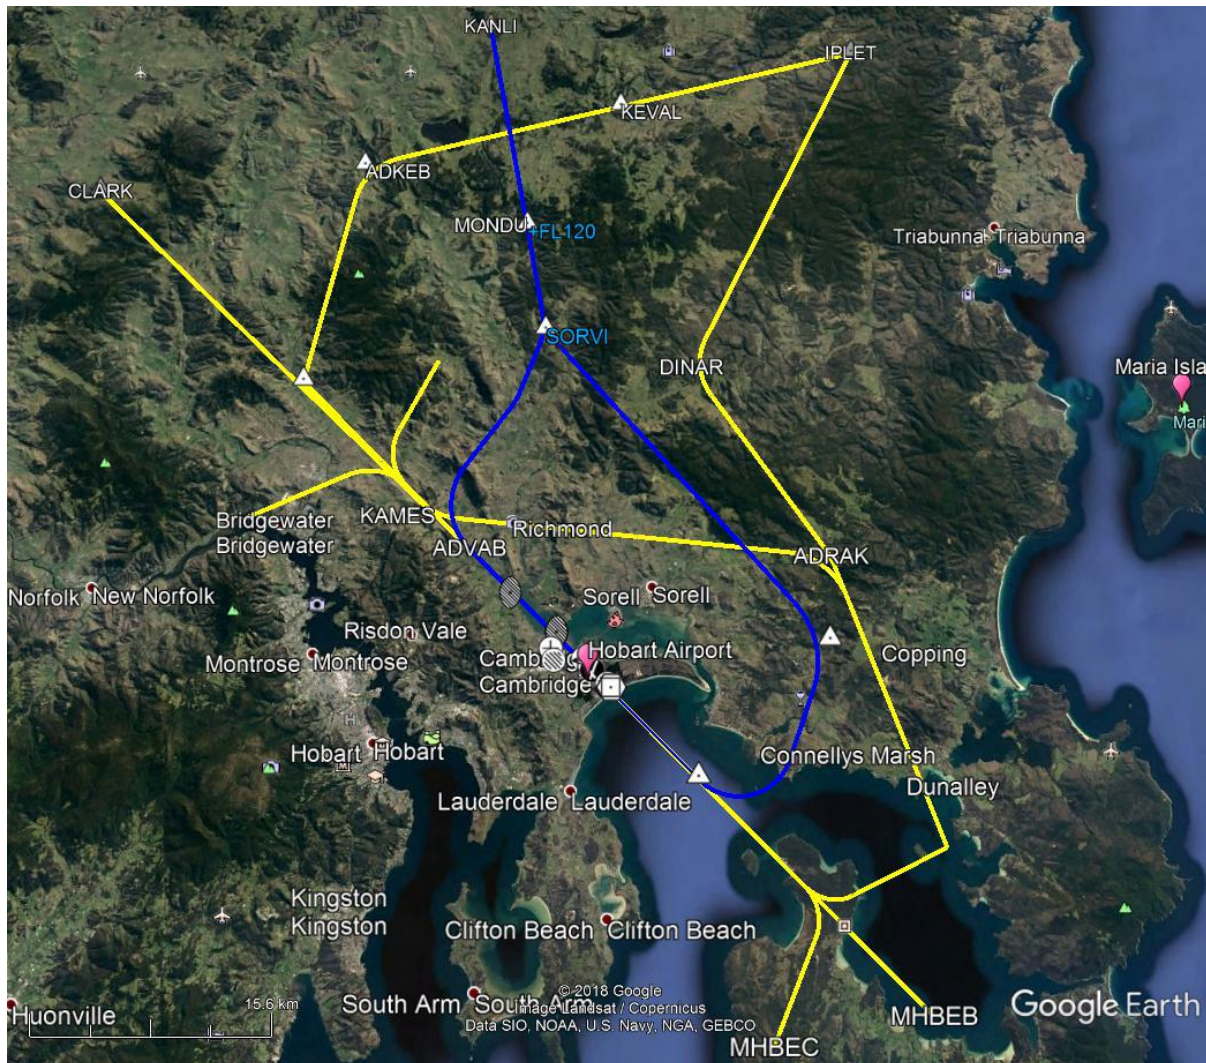 KANLI
IPLET
KEVAL
ADKEB
CLARK
MONDU
+FL120
Triabunna Triabunna
SORVI
DINAR
Maria Isla
Mari
Bridgewater
Bridgewater
KAMES
Richmond
ADVAB
ADRAK
Norfolk New Norfolk
Sorell Sorell
Risdon Vale
Montrose Montrose
Hobart Airport
Cambridg
Cambridge
Copping
Hobart Hobart
Connellys Marsh
Dunalley
Lauderdale Lauderdale
Kingston
Kingston
Clifton Beach Clifton Beach
15.6 km
South Arm South Arm
Huonville
© 2018 Google
Image Landsat / Copernicus
Data SIO, NOAA, U.S. Navy, NGA, GEBCO
Google Earth
MHBEB
MHBEC